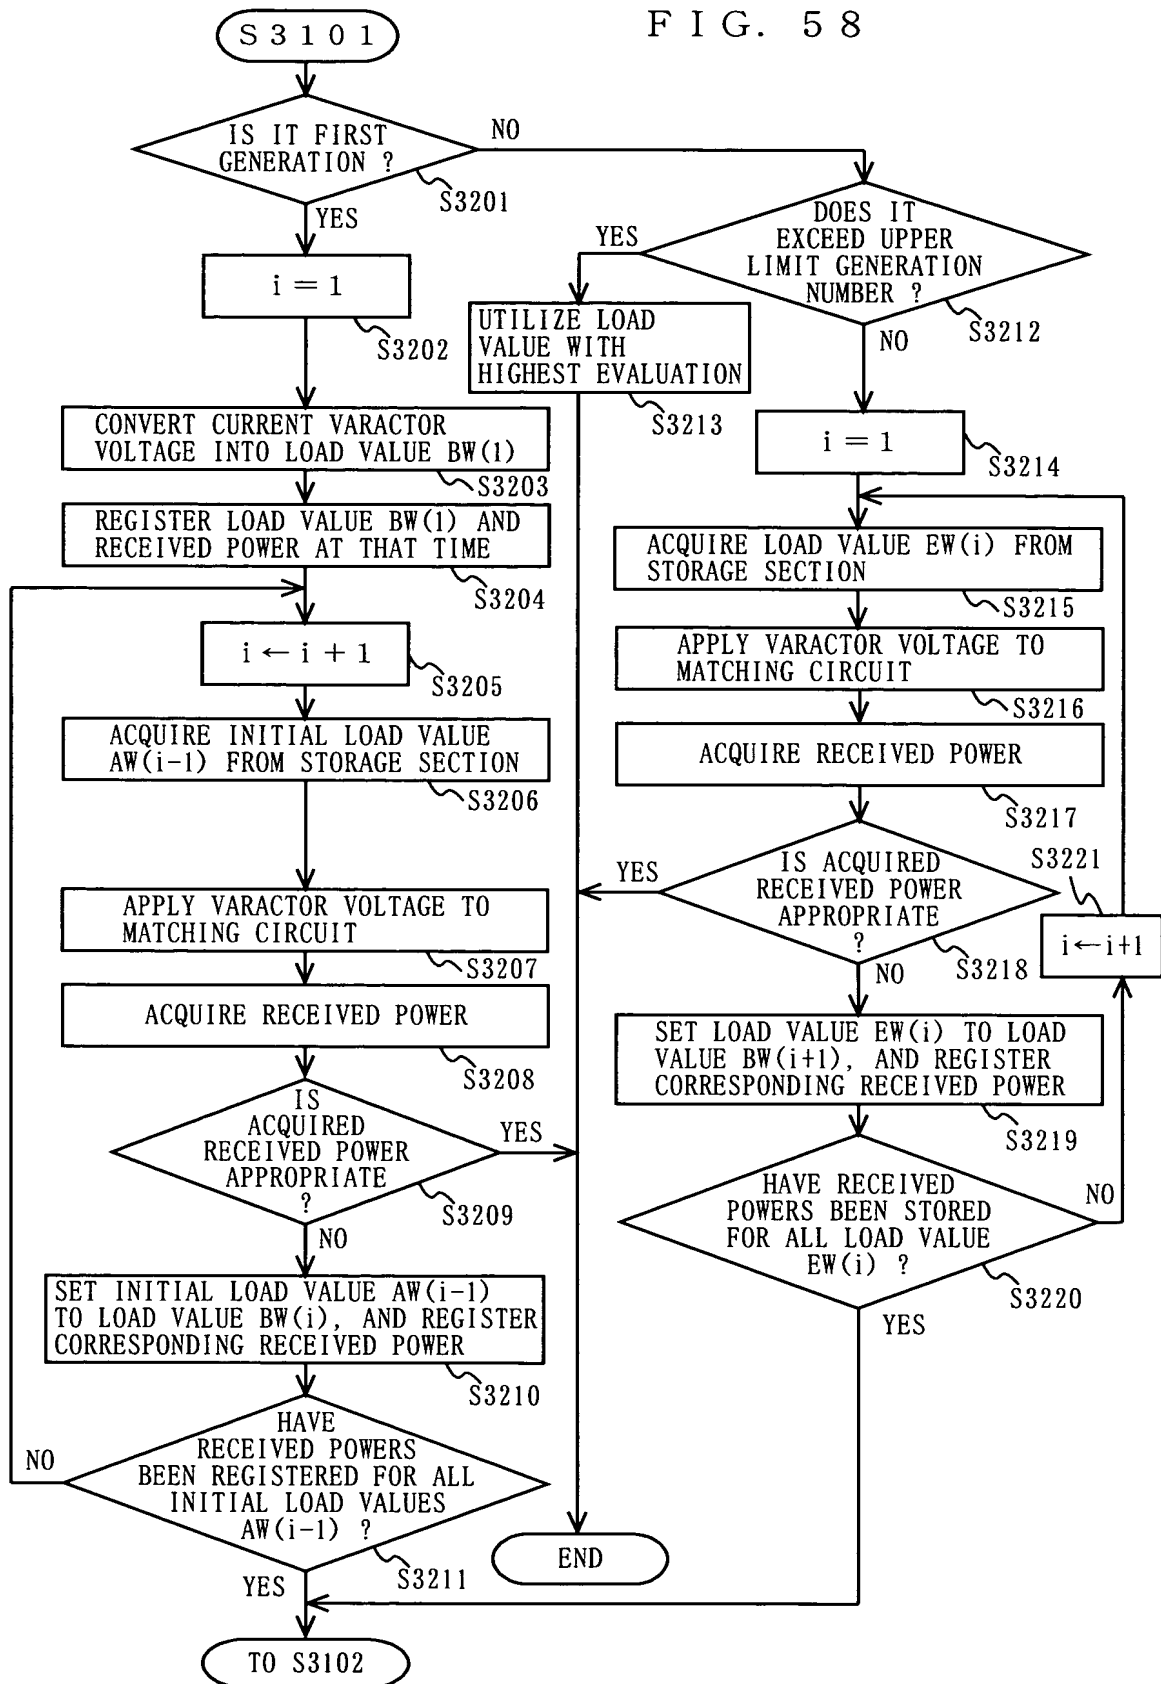 FIG. 58
S3101
IS IT FIRST
GENERATION ?
S3201
NO
YES
i = 1
S3202
CONVERT CURRENT VARACTOR
VOLTAGE INTO LOAD VALUE BW(1)
S3203
REGISTER LOAD VALUE BW(1) AND
RECEIVED POWER AT THAT TIME
S3204
i ← i + 1
S3205
ACQUIRE INITIAL LOAD VALUE
AW(i-1) FROM STORAGE SECTION
S3206
APPLY VARACTOR VOLTAGE TO
MATCHING CIRCUIT
S3207
ACQUIRE RECEIVED POWER
S3208
IS
ACQUIRED
RECEIVED POWER
APPROPRIATE
?
S3209
YES
NO
SET INITIAL LOAD VALUE AW(i-1)
TO LOAD VALUE BW(i), AND REGISTER
CORRESPONDING RECEIVED POWER
S3210
HAVE
RECEIVED POWERS
BEEN REGISTERED FOR ALL
INITIAL LOAD VALUES
AW(i-1) ?
S3211
NO
YES
TO S3102
DOES IT
EXCEED UPPER
LIMIT GENERATION
NUMBER ?
S3212
YES
NO
UTILIZE LOAD
VALUE WITH
HIGHEST EVALUATION
S3213
i = 1
S3214
ACQUIRE LOAD VALUE EW(i) FROM
STORAGE SECTION
S3215
APPLY VARACTOR VOLTAGE TO
MATCHING CIRCUIT
S3216
ACQUIRE RECEIVED POWER
S3217
IS ACQUIRED
RECEIVED POWER
APPROPRIATE
?
S3218
YES
NO
SET LOAD VALUE EW(i) TO LOAD
VALUE BW(i+1), AND REGISTER
CORRESPONDING RECEIVED POWER
S3219
HAVE RECEIVED
POWERS BEEN STORED
FOR ALL LOAD VALUE
EW(i) ?
S3220
NO
YES
S3221
i←i+1
END